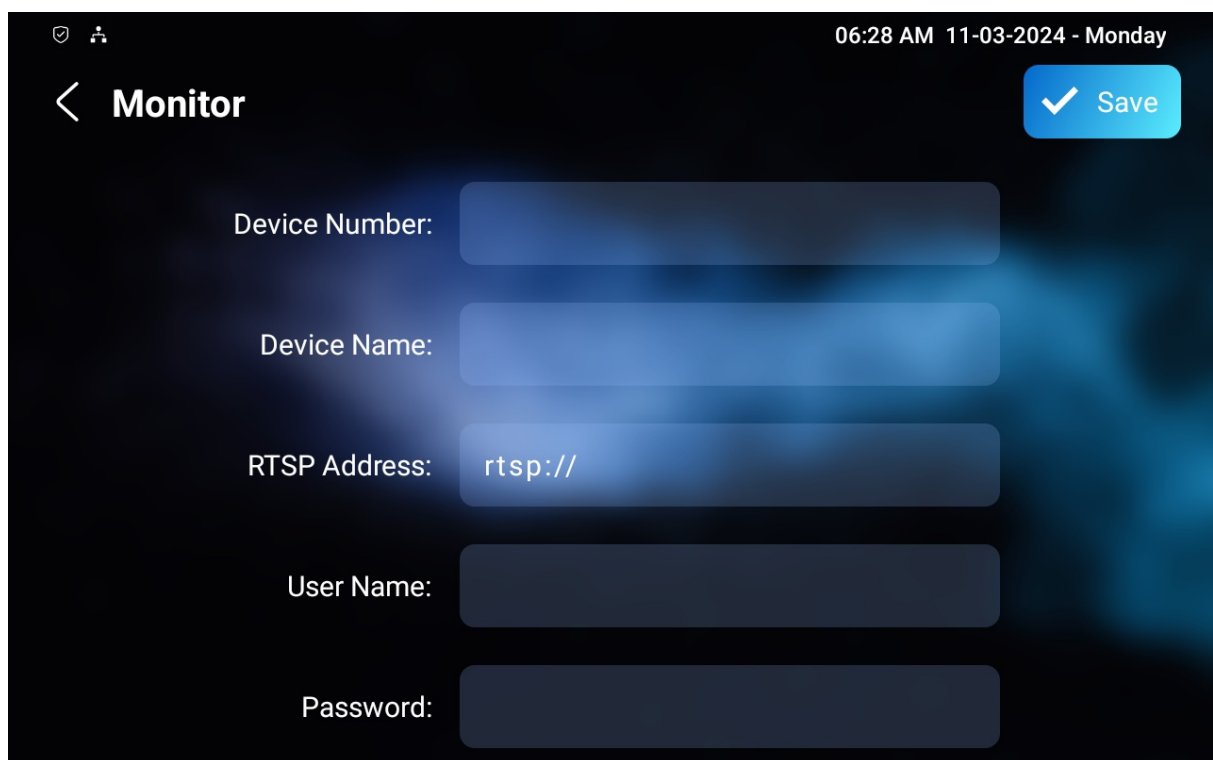 06:28 AM 11-03-2024 - Monday
Monitor
Save
Device Number:
Device Name:
RTSP Address: rtsp://
User Name:
Password: